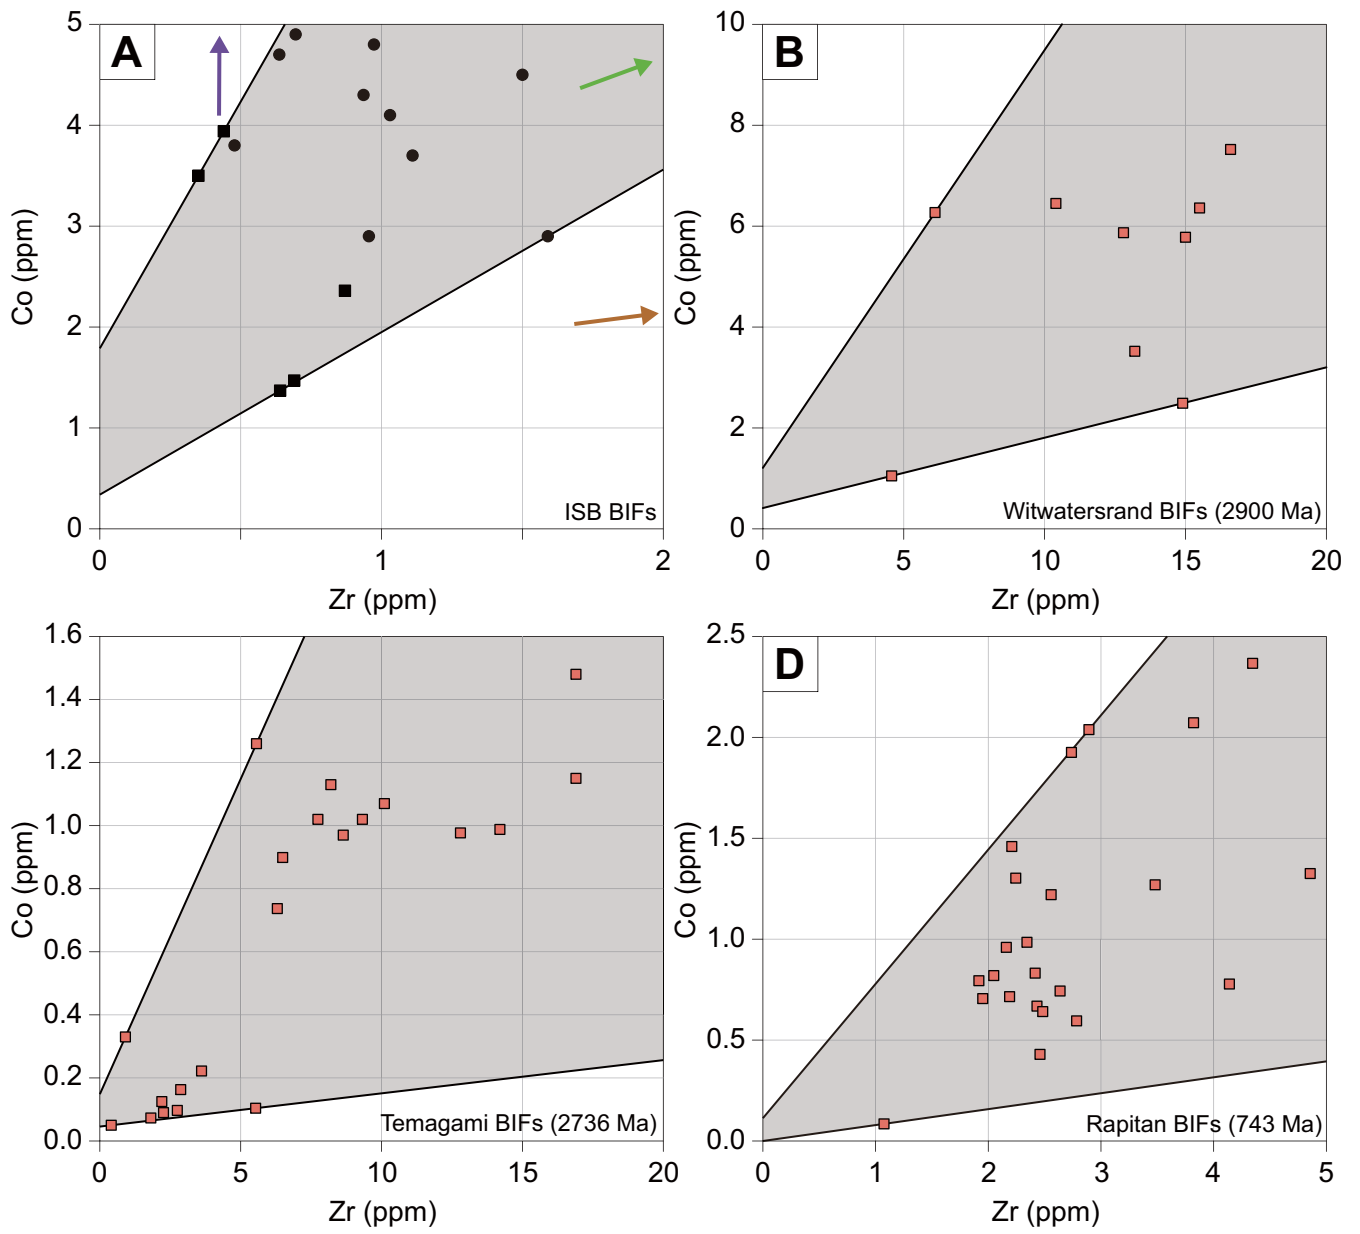 A
5
4
3
2
1
0
Co (ppm)
ISB BIFs
0 1 2
Zr (ppm)
B
10
8
6
4
2
0
Co (ppm)
Witwatersrand BIFs (2900 Ma)
0 5 10 15 20
Zr (ppm)
1.6
1.4
1.2
1.0
0.8
0.6
0.4
0.2
0.0
Co (ppm)
Temagami BIFs (2736 Ma)
0 5 10 15 20
Zr (ppm)
D
2.5
2.0
1.5
1.0
0.5
0.0
Co (ppm)
Rapitan BIFs (743 Ma)
0 1 2 3 4 5
Zr (ppm)